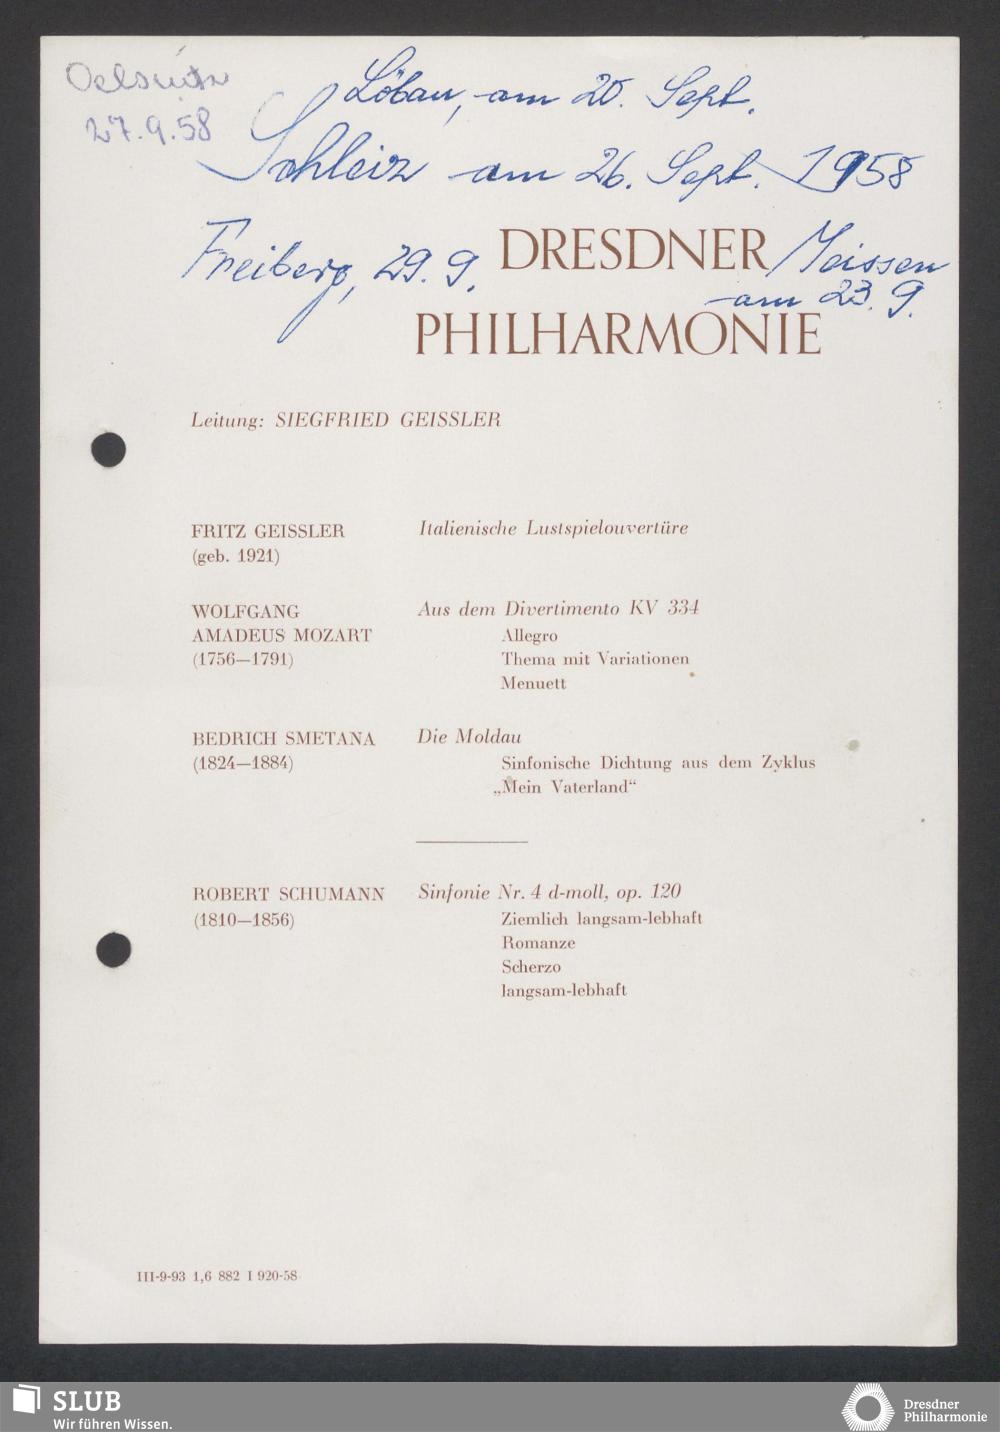 Oelsnitz
27.9.58
Löbau, am 20. Sept.
Schleiz am 26. Sept. 1958
Freiberg, 29. 9.
Meissen
am 23. 9.
DRESDNER
PHILHARMONIE
Leitung: SIEGFRIED GEISSLER
FRITZ GEISSLER Italienische Lustspielouvertüre
(geb. 1921)
WOLFGANG Aus dem Divertimento KV 334
AMADEUS MOZART Allegro
(1756—1791) Thema mit Variationen
Menuett
BEDRICH SMETANA Die Moldau
(1824—1884) Sinfonische Dichtung aus dem Zyklus
„Mein Vaterland“
ROBERT SCHUMANN Sinfonie Nr. 4 d-moll, op. 120
(1810—1856) Ziemlich langsam-lebhaft
Romanze
Scherzo
langsam-lebhaft
III-9-93 1,6 882 I 920-58
SLUB
Wir führen Wissen.
Dresdner
Philharmonie